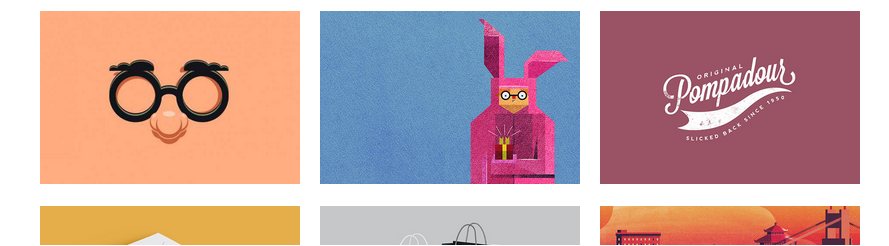 ORIGINAL
Pompadour
SLICKED BACK SINCE 1950